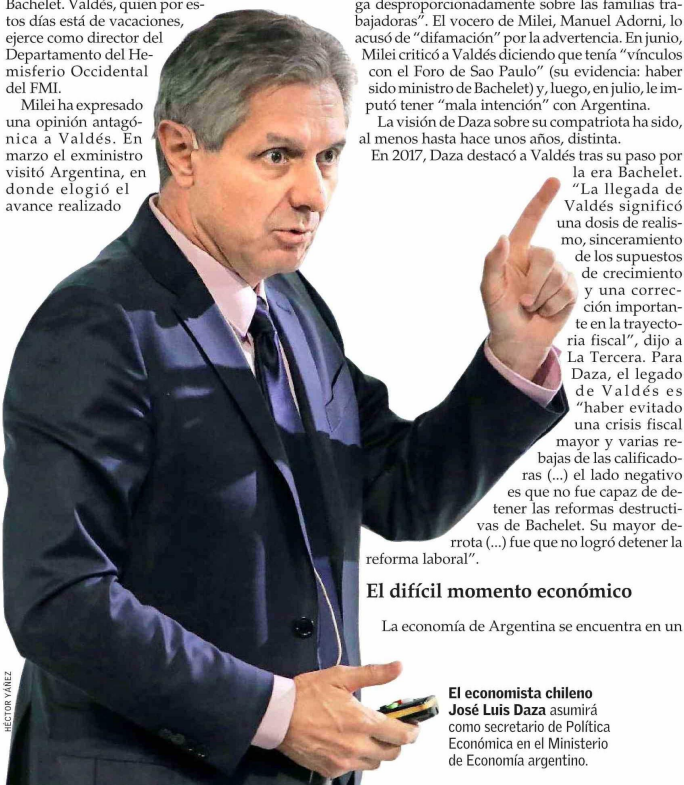 Bachelet. Valdés, quien por es-
tos días está de vacaciones,
ejerce como director del
Departamento del He-
misferio Occidental
del FMI.
Milei ha expresado
una opinión antagó-
nica a Valdés. En
marzo el exministro
visitó Argentina, en
donde elogió el
avance realizado
ga desproporcionadamente sobre las familias tra-
bajadoras”. El vocero de Milei, Manuel Adorni, lo
acusó de “difamación” por la advertencia. En junio,
Milei criticó a Valdés diciendo que tenía “vínculos
con el Foro de Sao Paulo” (su evidencia: haber
sido ministro de Bachelet) y, luego, en julio, le im-
putó tener “mala intención” con Argentina.
La visión de Daza sobre su compatriota ha sido,
al menos hasta hace unos años, distinta.
En 2017, Daza destacó a Valdés tras su paso por
la era Bachelet.
“La llegada de
Valdés significó
una dosis de realis-
mo, sinceramiento
de los supuestos
de crecimiento
y una correc-
ción importan-
te en la trayecto-
ria fiscal”, dijo a
La Tercera. Para
Daza, el legado
de Valdés es
“haber evitado
una crisis fiscal
mayor y varias re-
bajas de las calificado-
ras (...) el lado negativo
es que no fue capaz de de-
tener las reformas destructi-
vas de Bachelet. Su mayor de-
rrota (...) fue que no logró detener la
reforma laboral”.
El difícil momento económico
La economía de Argentina se encuentra en un
HÉCTOR YÁÑEZ
El economista chileno
José Luis Daza asumirá
como secretario de Política
Económica en el Ministerio
de Economía argentino.